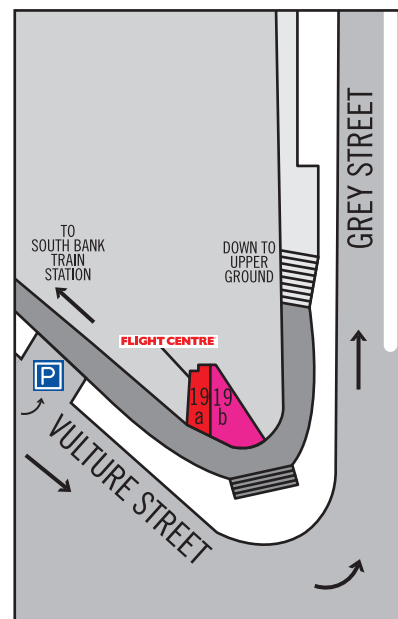 GREY STREET
TO
SOUTH BANK
TRAIN
STATION
DOWN TO
UPPER
GROUND
FLIGHT CENTRE
19
a
19
b
P
VULTURE STREET